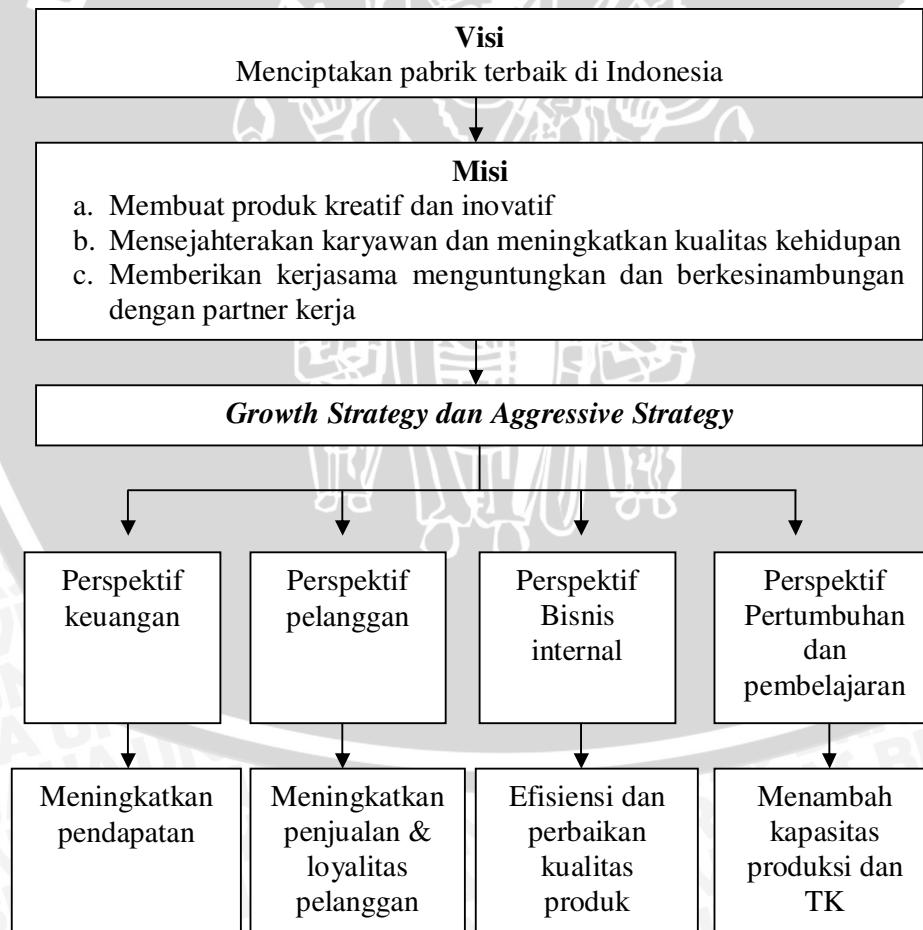 Visi
Menciptakan pabrik terbaik di Indonesia
Misi
a. Membuat produk kreatif dan inovatif
b. Mensejahterakan karyawan dan meningkatkan kualitas kehidupan
c. Memberikan kerjasama menguntungkan dan berkesinambungan
dengan partner kerja
Growth Strategy dan Aggressive Strategy
Perspektif
keuangan
Perspektif
pelanggan
Perspektif
Bisnis
internal
Perspektif
Pertumbuhan
dan
pembelajaran
Meningkatkan
pendapatan
Meningkatkan
penjualan &
loyalitas
pelanggan
Efisiensi dan
perbaikan
kualitas
produk
Menambah
kapasitas
produksi dan
TK